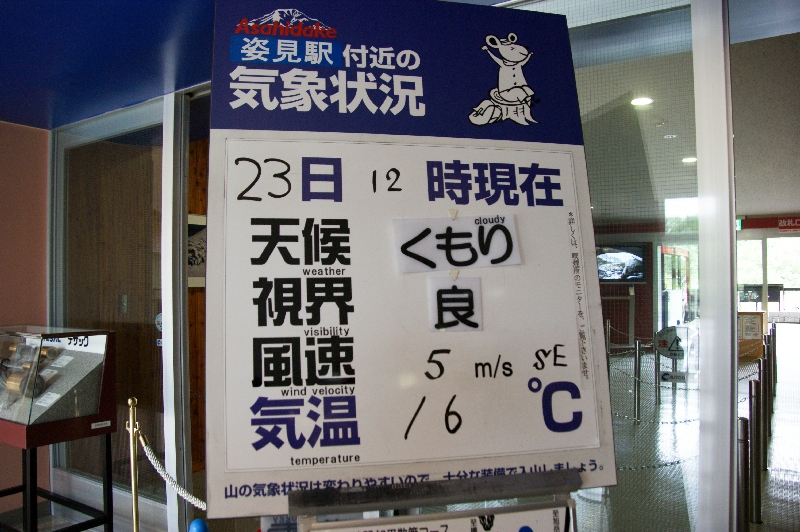 Asahidake
姿見駅 付近の
気象状況
23日 12 時現在
天候 くもり cloudy
weather
視界 良
visibility
風速 5 m/s SE
wind velocity
気温 16 ℃
temperature
山の気象状況は変わりやすいので、十分な装備で入山しましょう。
改札口